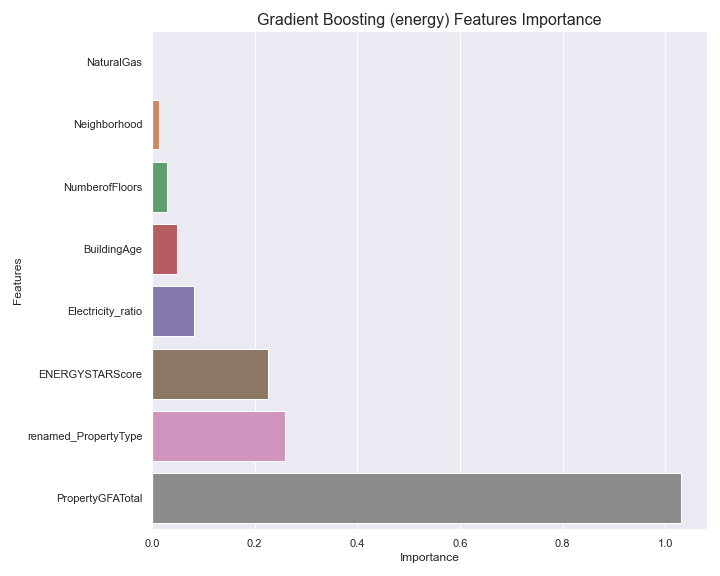 Gradient Boosting (energy) Features Importance
NaturalGas
Neighborhood
NumberofFloors
BuildingAge
Electricity_ratio
ENERGYSTARScore
renamed_PropertyType
PropertyGFATotal
Features
0.0 0.2 0.4 0.6 0.8 1.0
Importance